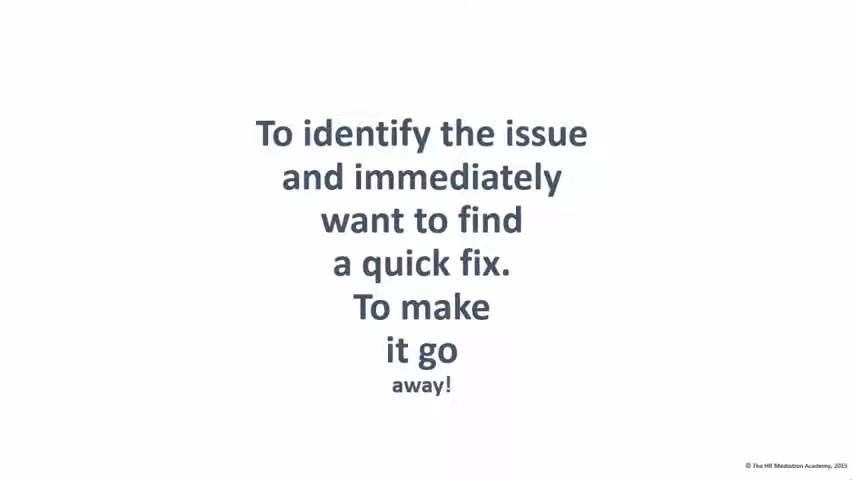 To identify the issue
and immediately
want to find
a quick fix.
To make
it go
away!
© The HR Mediation Academy, 2015